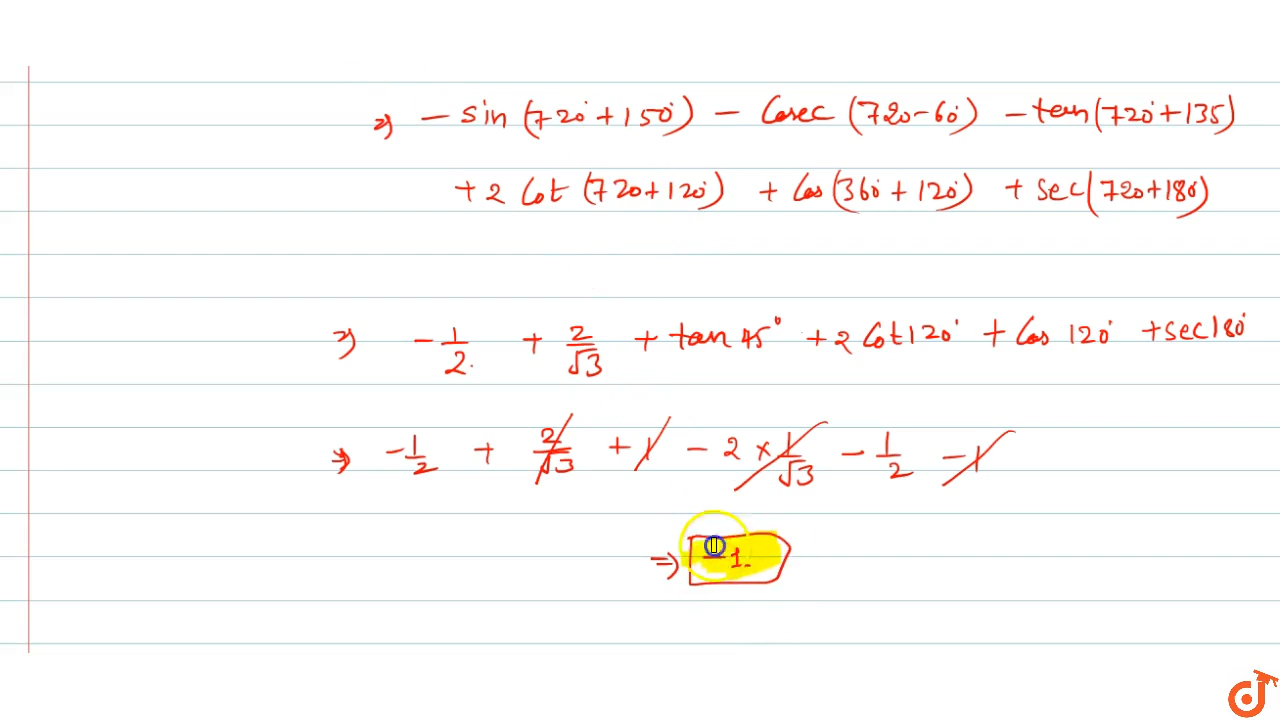 ⇒ - sin (720° + 150°) - Cosec (720 - 60°) - tan (720° + 135)
+ 2 Cot (720 + 120°) + Cos (360° + 120°) + Sec (720 + 180°)
⇒ - 1/2. + 2/√3 + tan 45° + 2 Cot 120° + Cos 120° + Sec 180°
⇒ - 1/2 + 2/√3 + 1 - 2 × 1/√3 - 1/2 - 1
⇒ - 1.